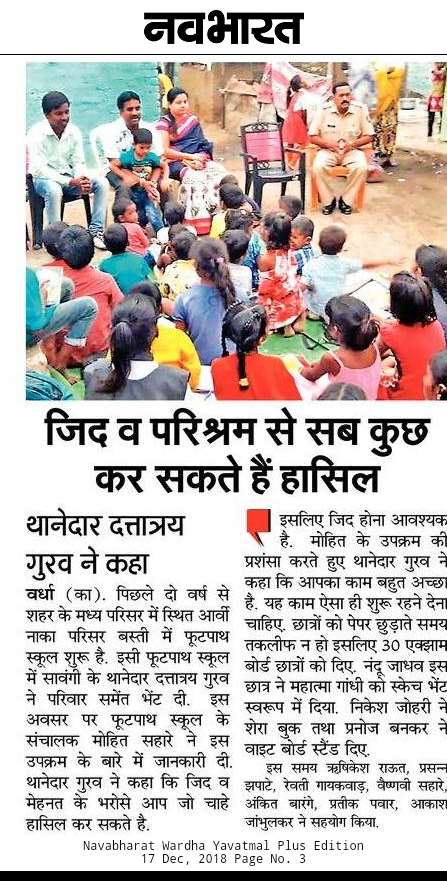 नवभारत
जिद व परिश्रम से सब कुछ
कर सकते हैं हासिल
थानेदार दत्तात्रय
गुरव ने कहा
वर्धा (का). पिछले दो वर्ष से
शहर के मध्य परिसर में स्थित आर्वी
नाका परिसर बस्ती में फूटपाथ
स्कूल शुरू है. इसी फूटपाथ स्कूल
में सावंगी के थानेदार दत्तात्रय गुरव
ने परिवार समेंत भेंट दी. इस
अवसर पर फूटपाथ स्कूल के
संचालक मोहित सहारे ने इस
उपक्रम के बारे में जानकारी दी.
थानेदार गुरव ने कहा कि जिद व
मेहनत के भरोसे आप जो चाहे
हासिल कर सकते है.
इसलिए जिद होना आवश्यक
है. मोहित के उपक्रम की
प्रशंसा करते हुए थानेदार गुरव ने
कहा कि आपका काम बहुत अच्छा
है. यह काम ऐसा ही शुरू रहने देना
चाहिए. छात्रों को पेपर छुड़ाते समय
तकलीफ न हो इसलिए 30 एक्झाम
बोर्ड छात्रों को दिए. नंदू जाधव इस
छात्र ने महात्मा गांधी को स्केच भेंट
स्वरूप में दिया. निकेश जोहरी ने
शेरा बुक तथा प्रनोज बनकर ने
वाइट बोर्ड स्टैंड दिए.
इस समय ऋषिकेश राऊत, प्रसन्न
झपाटे, रेवती गायकवाड़, वैष्णवी सहारे,
अंकित बारंगे, प्रतीक पवार, आकाश
जांभुलकर ने सहयोग किया.
Navabharat Wardha Yavatmal Plus Edition
17 Dec, 2018 Page No. 3